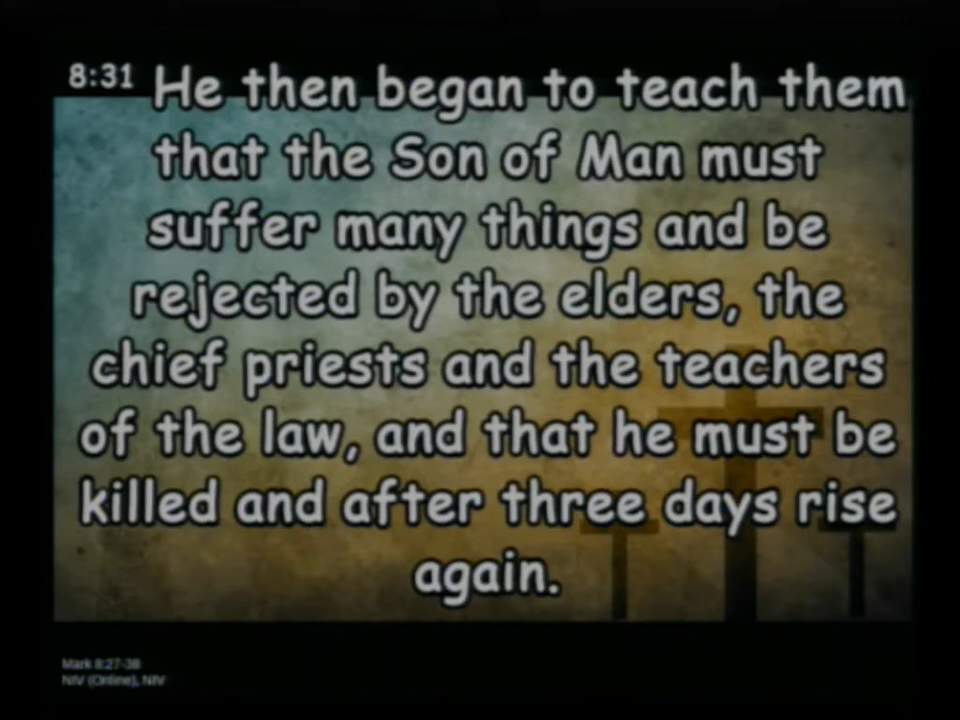 8:31 He then began to teach them
that the Son of Man must
suffer many things and be
rejected by the elders, the
chief priests and the teachers
of the law, and that he must be
killed and after three days rise
again.
Mark 8:27-38
NIV (Online), NIV